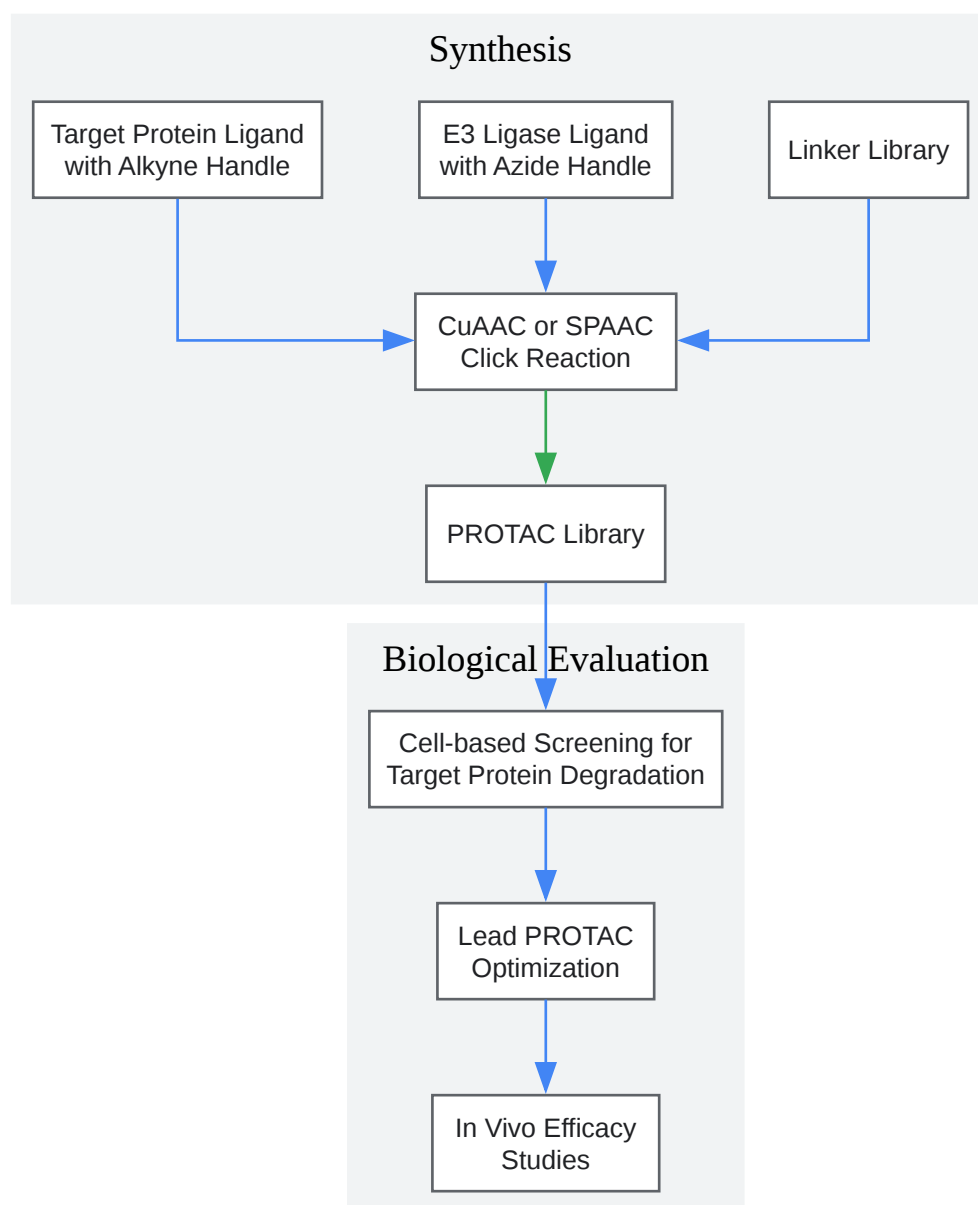 Synthesis
Target Protein Ligand
with Alkyne Handle
E3 Ligase Ligand
with Azide Handle
Linker Library
CuAAC or SPAAC
Click Reaction
PROTAC Library
Biological Evaluation
Cell-based Screening for
Target Protein Degradation
Lead PROTAC
Optimization
In Vivo Efficacy
Studies